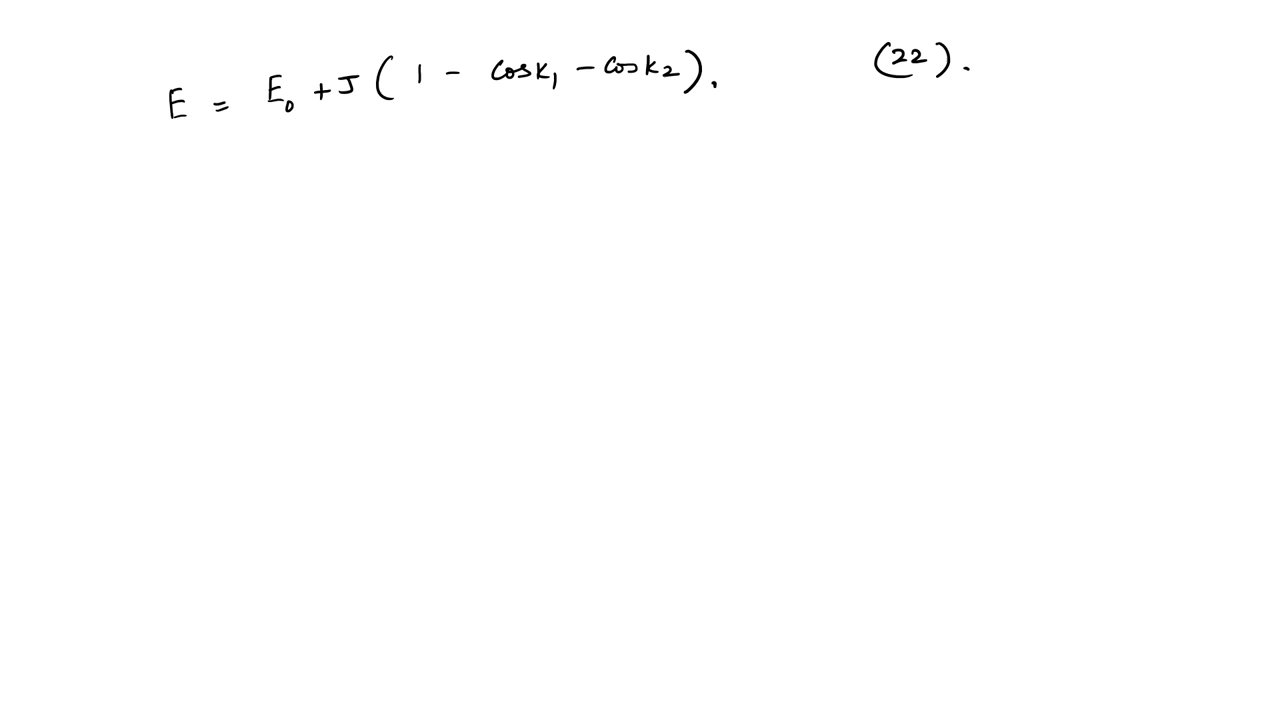 E = E₀ + J ( 1 - cos k₁ - cos k₂ ) . (22) .